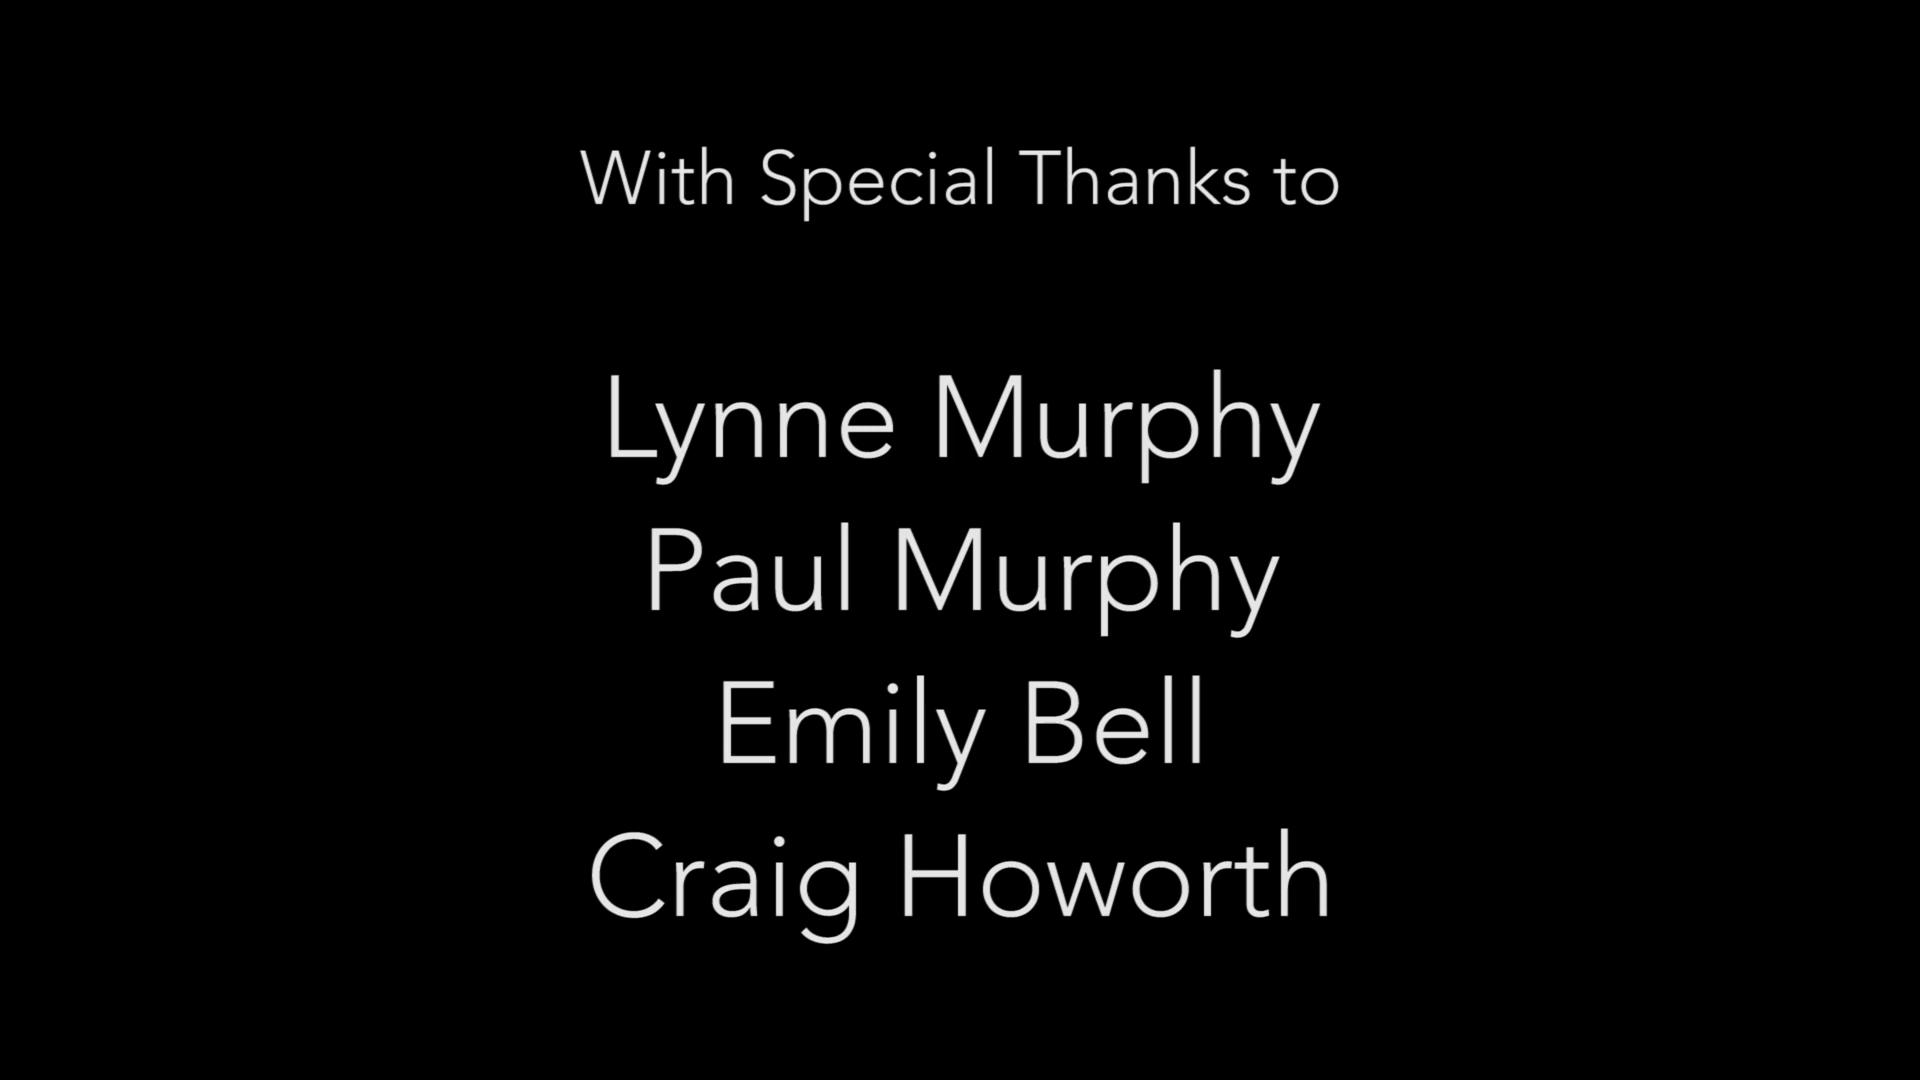 With Special Thanks to
Lynne Murphy
Paul Murphy
Emily Bell
Craig Howorth